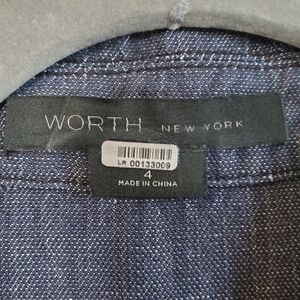 WORTH NEW YORK
LR 00133009
4
MADE IN CHINA